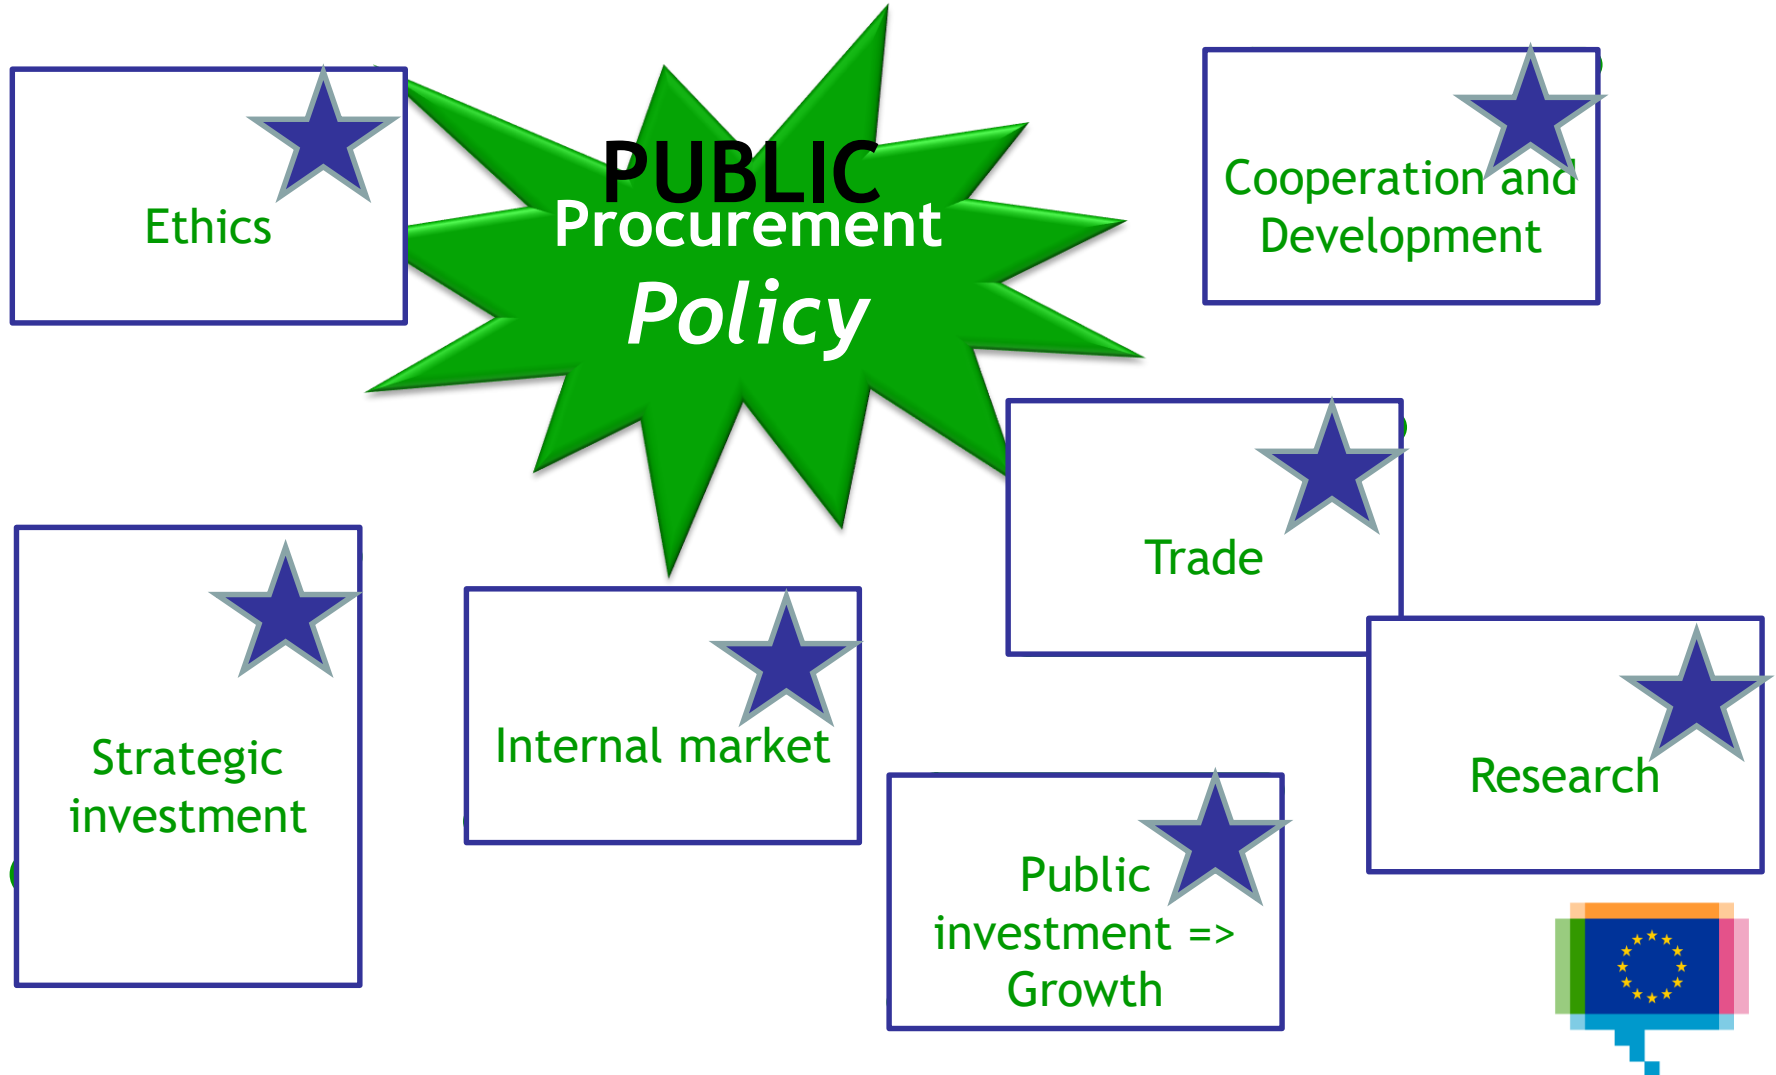 PUBLIC
Procurement
Policy
Ethics
Cooperation and
Development
Trade
Strategic
investment
Internal market
Research
Public
investment =>
Growth